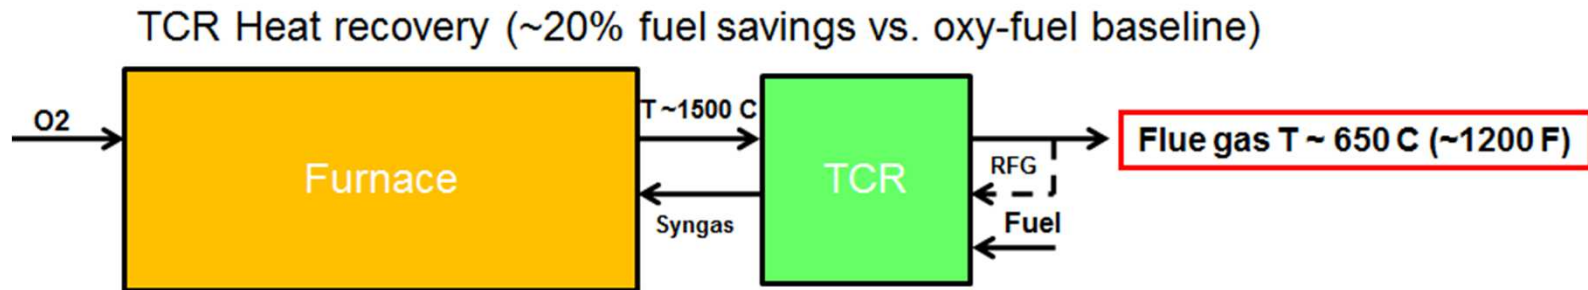 TCR Heat recovery (~20% fuel savings vs. oxy-fuel baseline)
O2
Furnace
T ~1500 C
Syngas
TCR
RFG
Fuel
Flue gas T ~ 650 C (~1200 F)